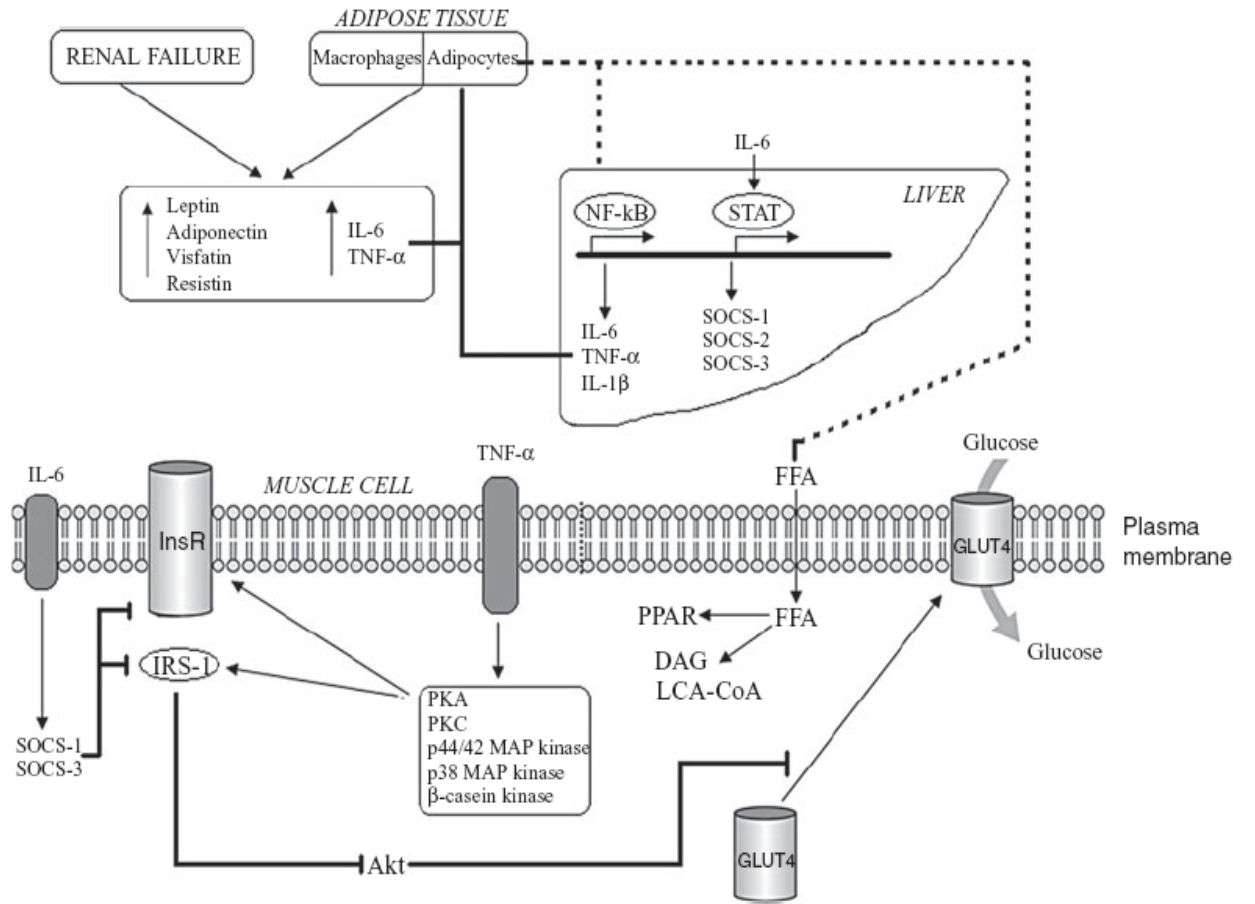 ADIPOSE TISSUE
RENAL FAILURE
Macrophages
Adipocytes
Leptin
Adiponectin
Visfatin
Resistin
IL-6
TNF-α
IL-6
LIVER
NF-kB
STAT
IL-6
TNF-α
IL-1β
SOCS-1
SOCS-2
SOCS-3
IL-6
InsR
MUSCLE CELL
TNF-α
FFA
Glucose
GLUT4
Plasma
membrane
Glucose
PPAR
FFA
DAG
LCA-CoA
IRS-1
SOCS-1
SOCS-3
PKA
PKC
p44/42 MAP kinase
p38 MAP kinase
β-casein kinase
Akt
GLUT4